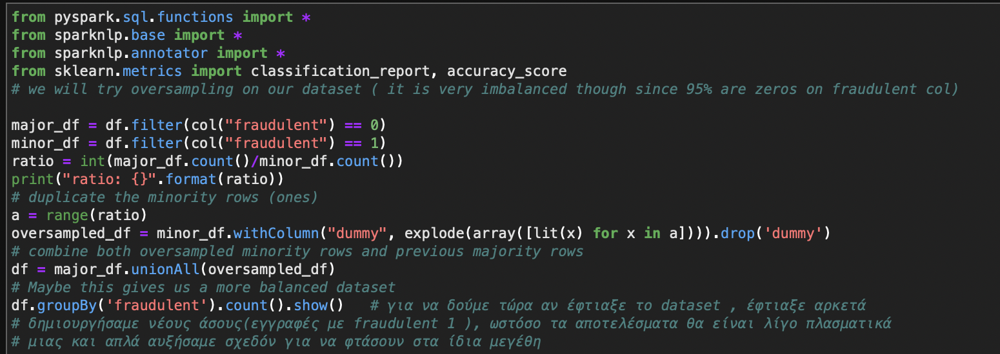 from pyspark.sql.functions import *
from sparknlp.base import *
from sparknlp.annotator import *
from sklearn.metrics import classification_report, accuracy_score
# we will try oversampling on our dataset ( it is very imbalanced though since 95% are zeros on fraudulent col)
major_df = df.filter(col("fraudulent") == 0)
minor_df = df.filter(col("fraudulent") == 1)
ratio = int(major_df.count()/minor_df.count())
print("ratio: {}".format(ratio))
# duplicate the minority rows (ones)
a = range(ratio)
oversampled_df = minor_df.withColumn("dummy", explode(array([lit(x) for x in a]))).drop('dummy')
# combine both oversampled minority rows and previous majority rows
df = major_df.unionAll(oversampled_df)
# Maybe this gives us a more balanced dataset
df.groupBy('fraudulent').count().show()   # για να δούμε τώρα αν έφτιαξε το dataset , έφτιαξε αρκετά
# δημιουργήσαμε νέους άσους(εγγραφές με fraudulent 1 ), ωστόσο τα αποτελέσματα θα είναι λίγο πλασματικά
# μιας και απλά αυξήσαμε σχεδόν για να φτάσουν στα ίδια μεγέθη